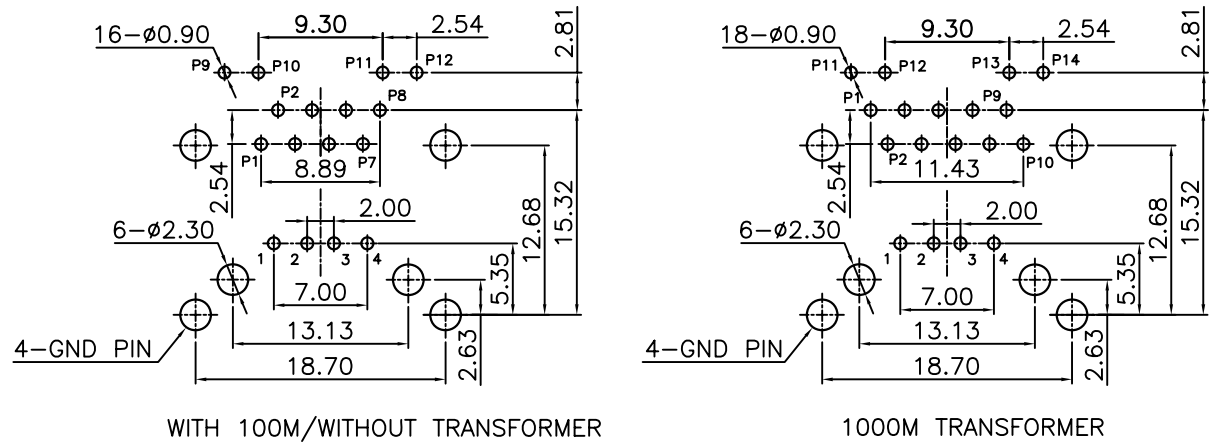 9.30 2.54
16-ø0.90
2.81
P9 P10 P11 P12
P2 P8
P1 P7
8.89
2.54
2.00
6-ø2.30
1 2 3 4
7.00
5.35
12.68
15.32
13.13
4-GND PIN
2.63
18.70
WITH 100M/WITHOUT TRANSFORMER
9.30 2.54
18-ø0.90
2.81
P11 P12 P13 P14
P1 P9
P2 P10
11.43
2.54
2.00
6-ø2.30
1 2 3 4
7.00
5.35
12.68
15.32
13.13
4-GND PIN
2.63
18.70
1000M TRANSFORMER